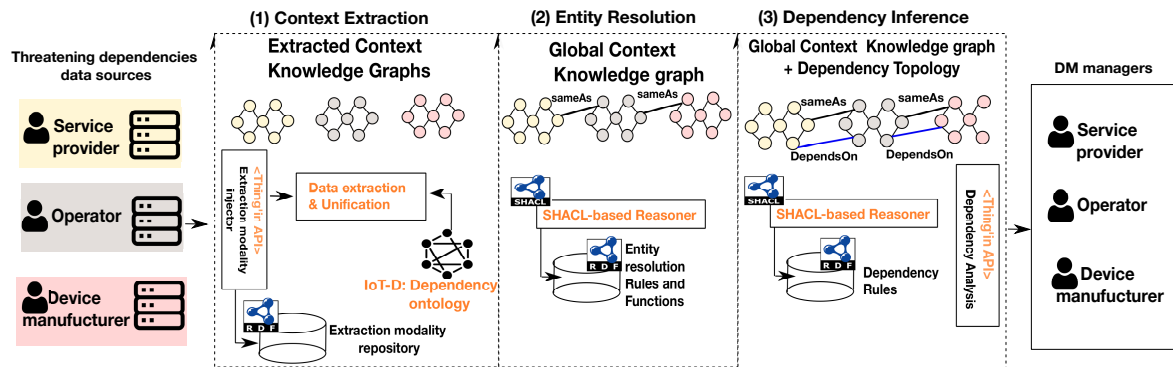 Threatening dependencies
data sources
Service
provider
Operator
Device
manufucturer
(1) Context Extraction
Extracted Context
Knowledge Graphs
<Thing'in API>
Extraction modality
injector
Data extraction
& Unification
IoT-D: Dependency
ontology
RDF
Extraction modality
repository
(2) Entity Resolution
Global Context
Knowledge graph
sameAs
sameAs
SHACL
SHACL-based Reasoner
RDF
Entity
resolution
Rules and
Functions
(3) Dependency Inference
Global Context Knowledge graph
+ Dependency Topology
sameAs
sameAs
DependsOn
DependsOn
SHACL
SHACL-based Reasoner
RDF
Dependency
Rules
<Thing'in API>
Dependency Analysis
DM managers
Service
provider
Operator
Device
manufacturer